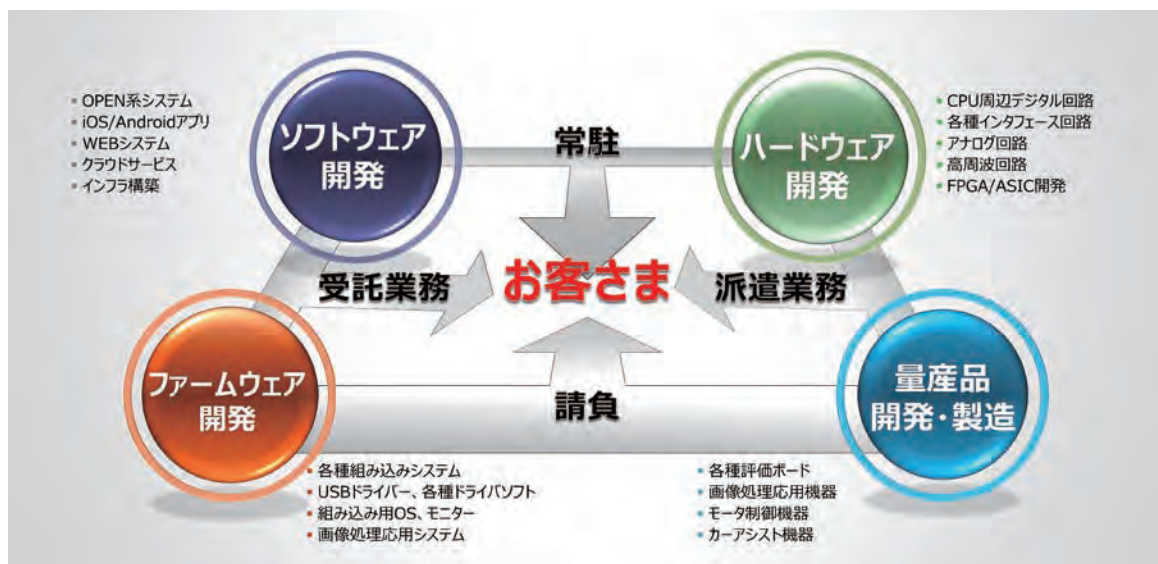 OPEN系システム
iOS/Androidアプリ
WEBシステム
クラウドサービス
インフラ構築
ソフトウェア
開発
常駐
ハードウェア
開発
CPU周辺デジタル回路
各種インタフェース回路
アナログ回路
高周波回路
FPGA/ASIC開発
受託業務
お客さま
派遣業務
ファームウェア
開発
請負
量産品
開発・製造
各種組み込みシステム
USBドライバー、各種ドライバソフト
組み込み用OS、モニター
画像処理応用システム
各種評価ボード
画像処理応用機器
モータ制御機器
カーアシスト機器